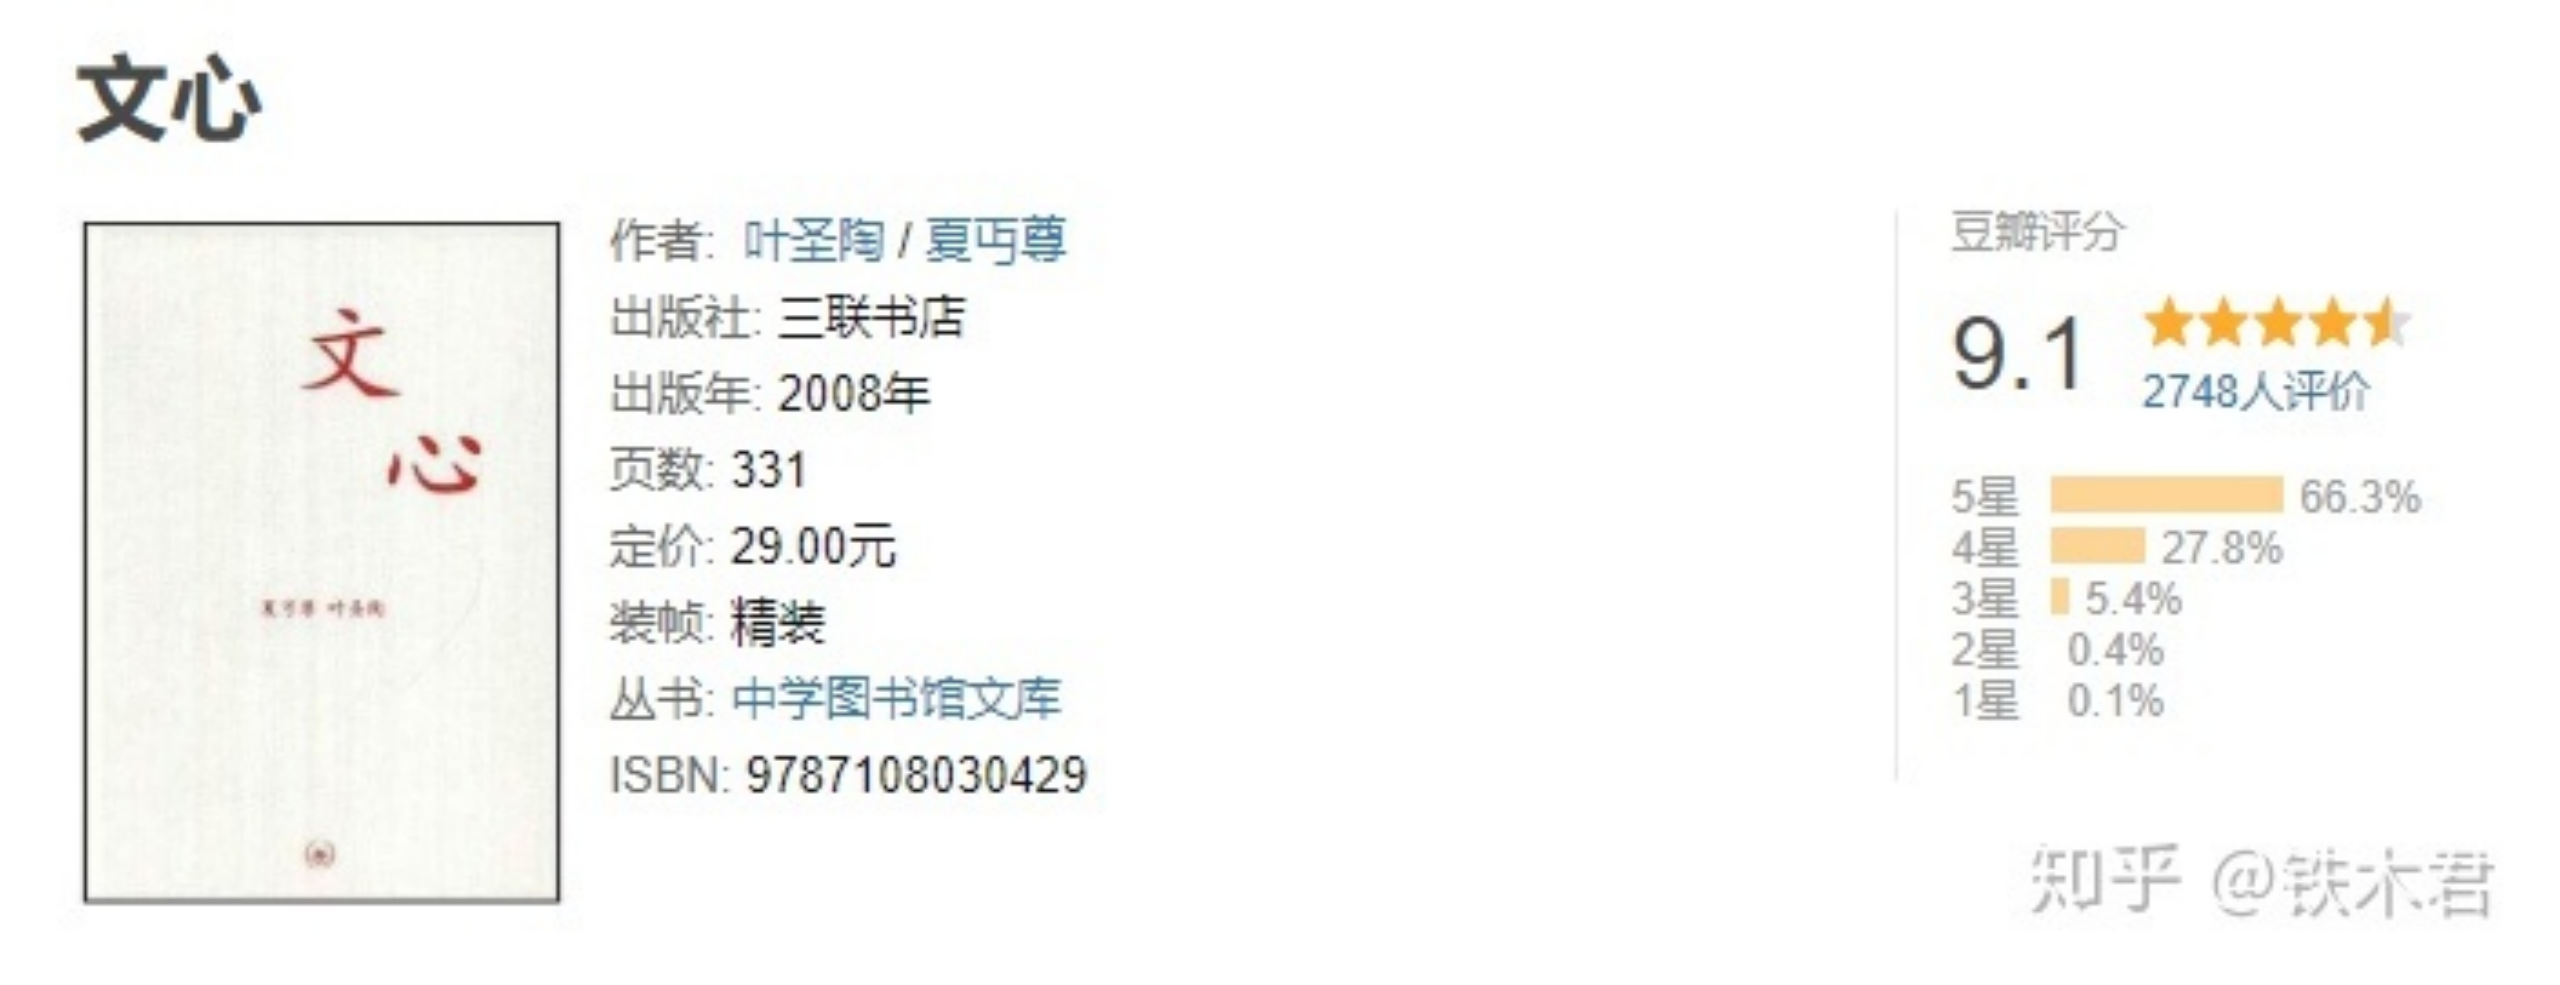 文心
文
心
夏丏尊 叶圣陶
作者: 叶圣陶 / 夏丏尊
出版社: 三联书店
出版年: 2008年
页数: 331
定价: 29.00元
装帧: 精装
丛书: 中学图书馆文库
ISBN: 9787108030429
豆瓣评分
9.1
2748人评价
5星 66.3%
4星 27.8%
3星 5.4%
2星 0.4%
1星 0.1%
知乎 @铁木君